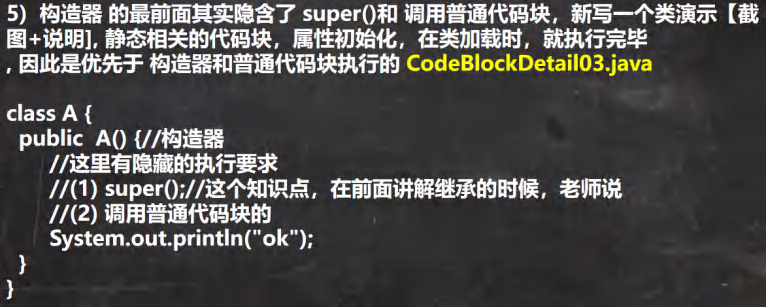 5）构造器 的最前面其实隐含了 super()和 调用普通代码块，新写一个类演示【截
图+说明], 静态相关的代码块，属性初始化，在类加载时，就执行完毕
, 因此是优先于 构造器和普通代码块执行的 CodeBlockDetail03.java
class A {
public A() {//构造器
//这里有隐藏的执行要求
//(1) super();//这个知识点，在前面讲解继承的时候，老师说
//(2) 调用普通代码块的
System.out.println("ok");
}
}